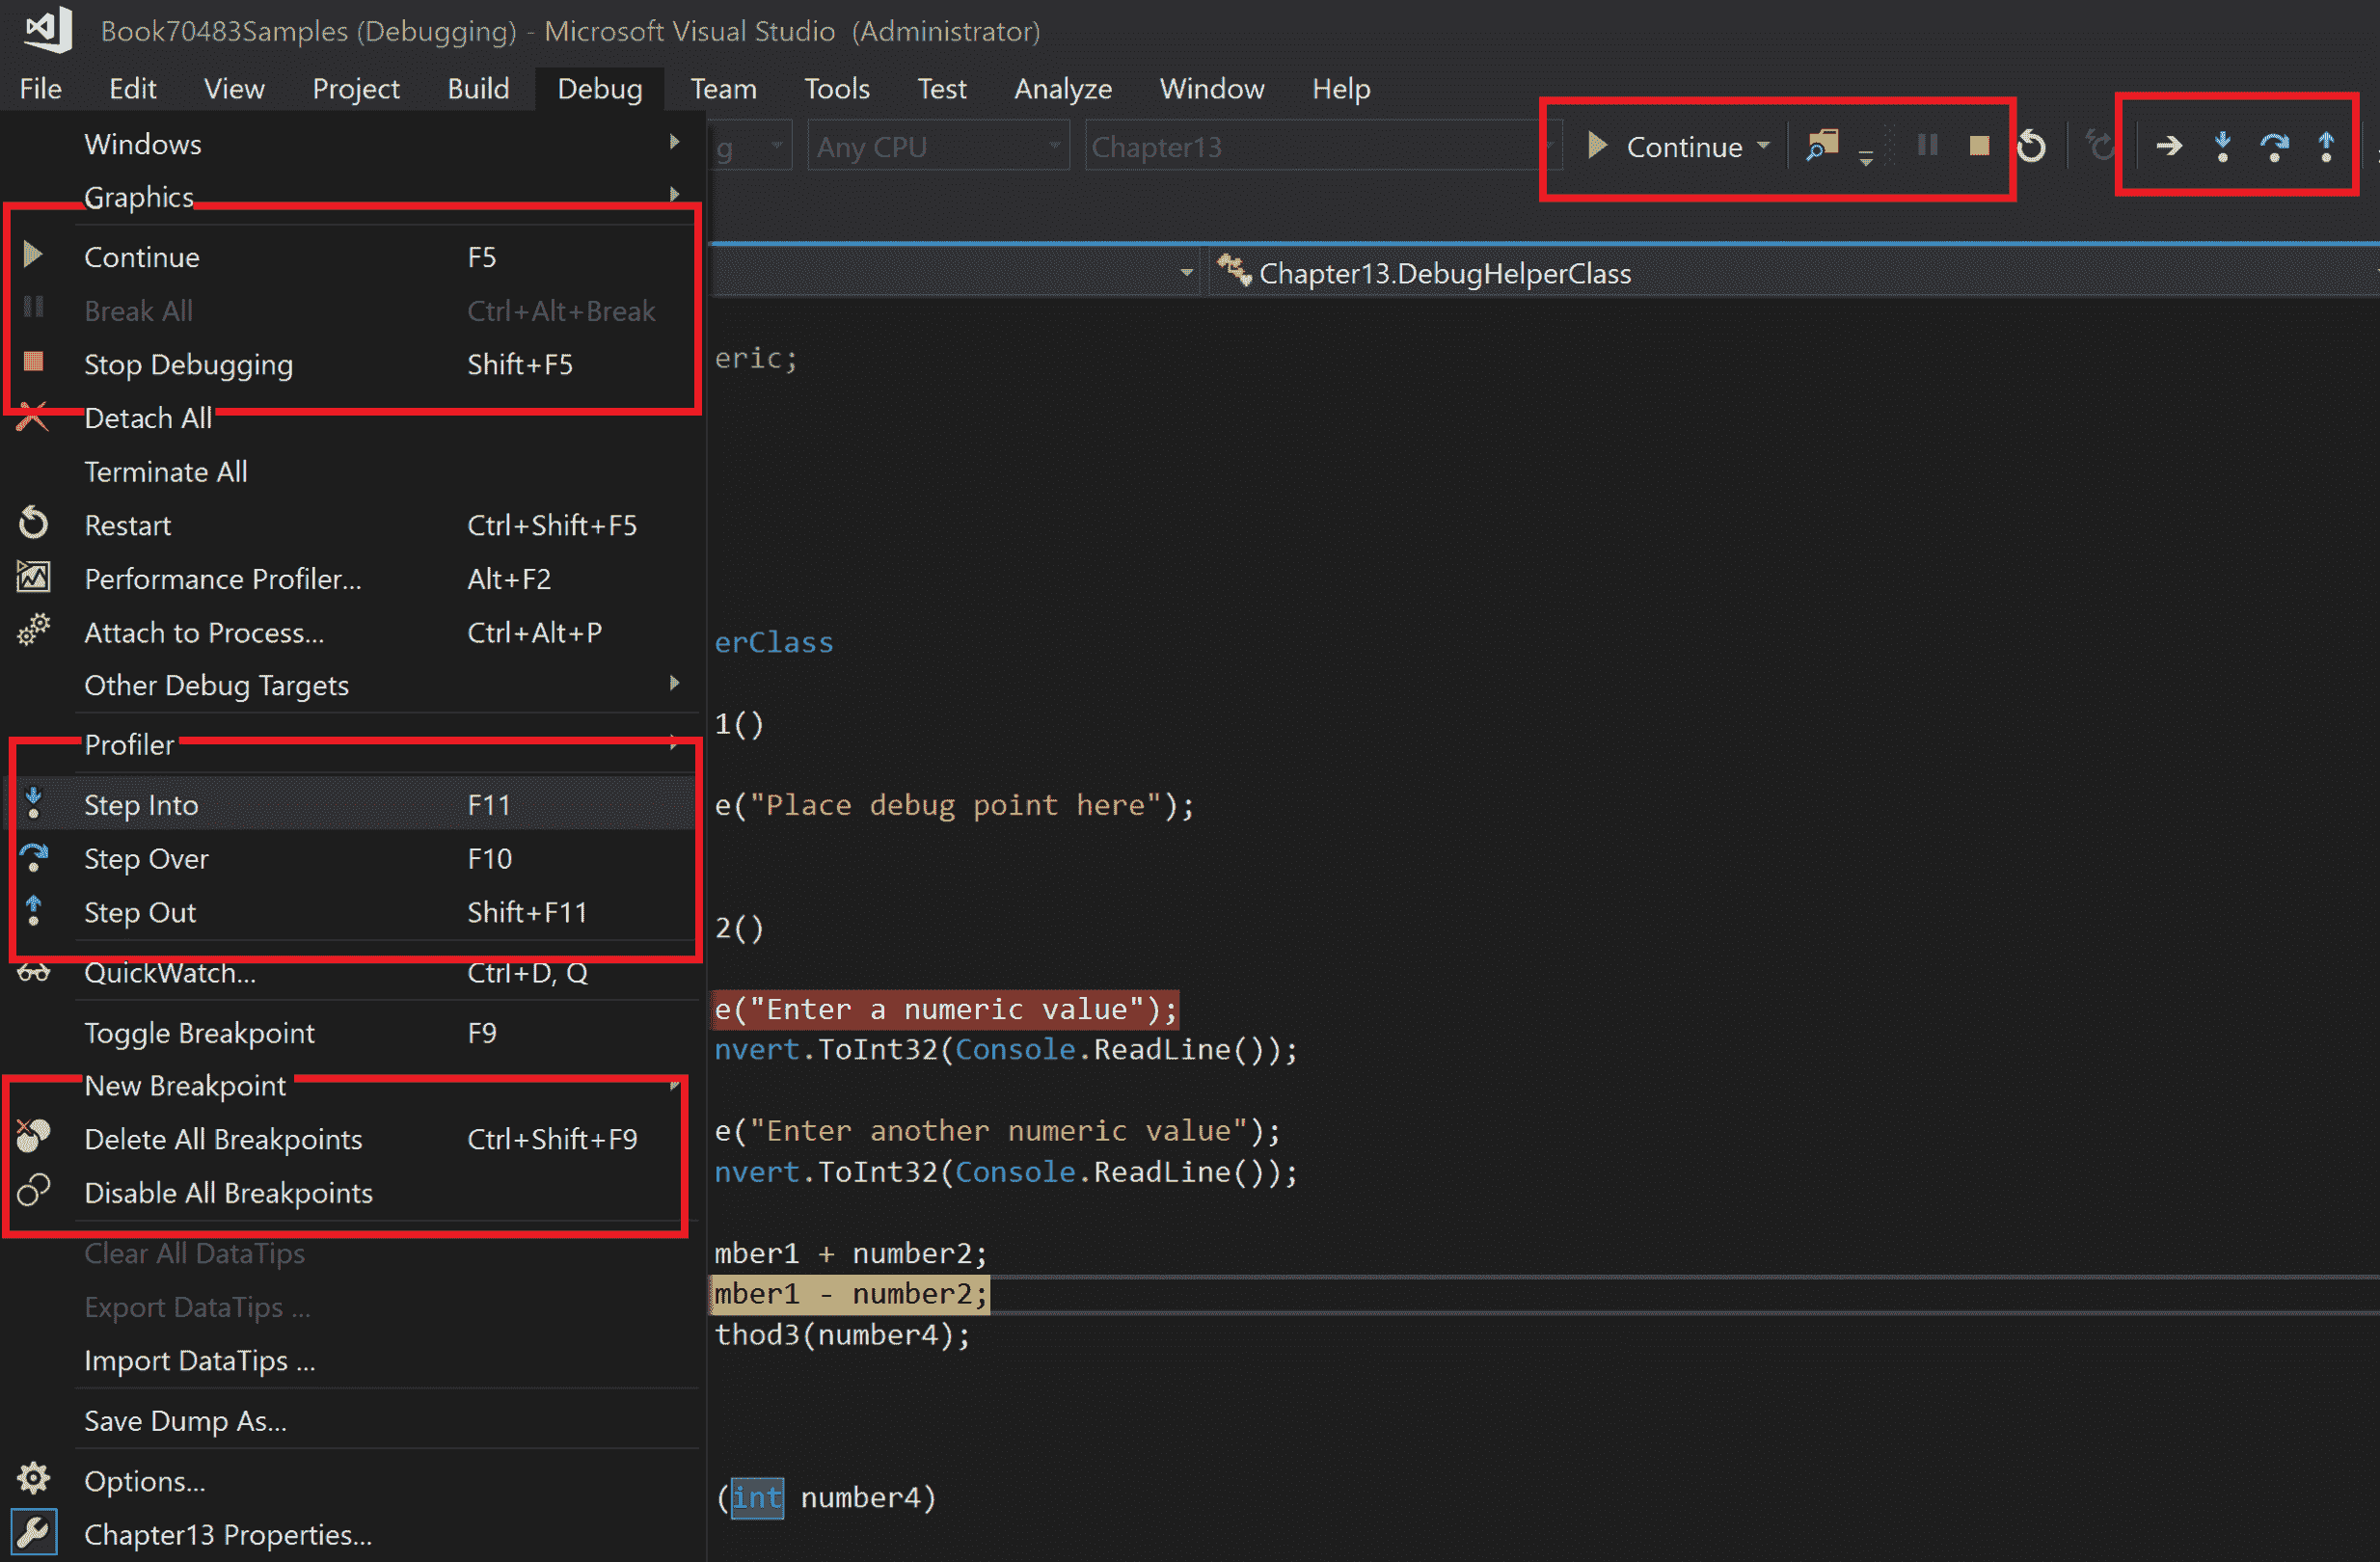 Book70483Samples (Debugging) - Microsoft Visual Studio (Administrator)
File Edit View Project Build Debug Team Tools Test Analyze Window Help
g Any CPU Chapter13 Continue
Windows
Graphics
Continue F5
Break All Ctrl+Alt+Break
Stop Debugging Shift+F5
Detach All
Terminate All
Restart Ctrl+Shift+F5
Performance Profiler... Alt+F2
Attach to Process... Ctrl+Alt+P
Other Debug Targets
Profiler
Step Into F11
Step Over F10
Step Out Shift+F11
QuickWatch... Ctrl+D, Q
Toggle Breakpoint F9
New Breakpoint
Delete All Breakpoints Ctrl+Shift+F9
Disable All Breakpoints
Clear All DataTips
Export DataTips ...
Import DataTips ...
Save Dump As...
Options...
Chapter13 Properties...
Chapter13.DebugHelperClass
eric;
erClass
1()
e("Place debug point here");
2()
e("Enter a numeric value");
nvert.ToInt32(Console.ReadLine());
e("Enter another numeric value");
nvert.ToInt32(Console.ReadLine());
mber1 + number2;
mber1 - number2;
thod3(number4);
(int number4)